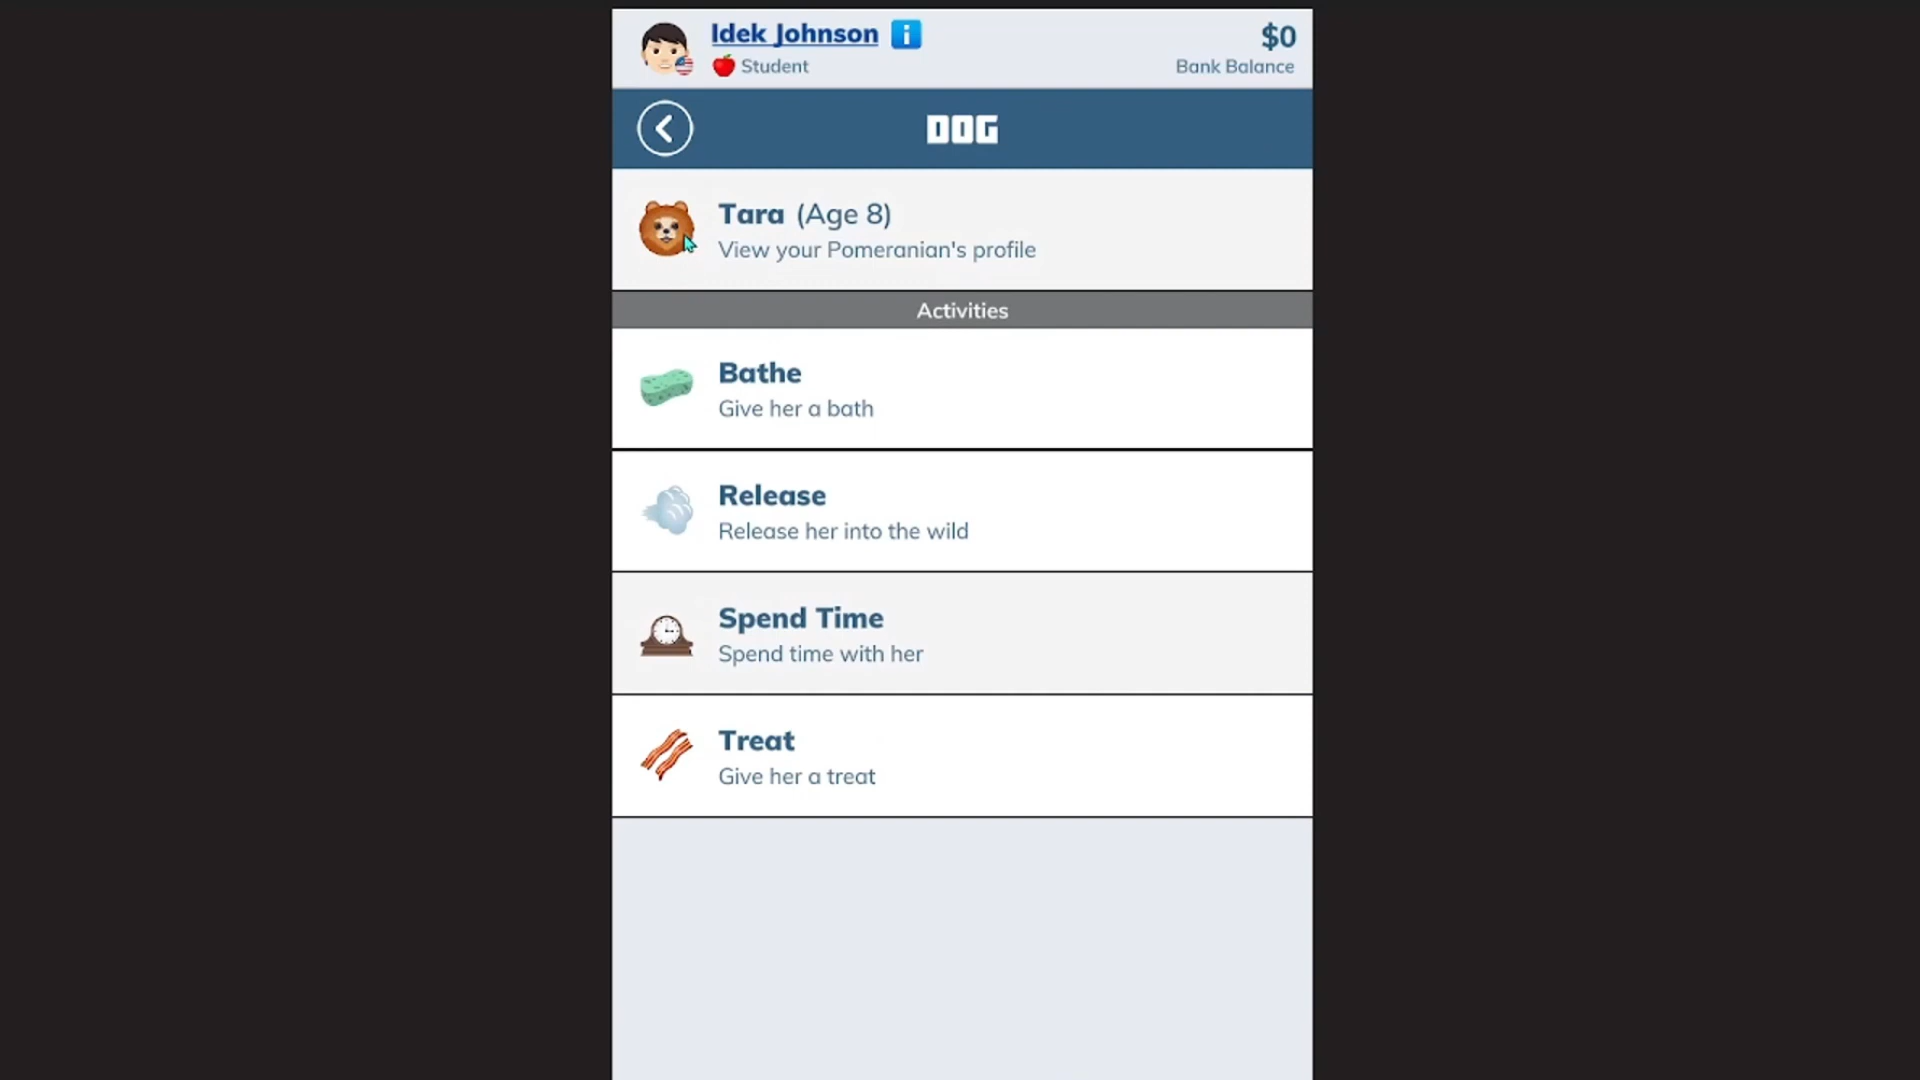 Idek Johnson
$0
Student
Bank Balance
DOG
Tara (Age 8)
View your Pomeranian's profile
Activities
Bathe
Give her a bath
Release
Release her into the wild
Spend Time
Spend time with her
Treat
Give her a treat